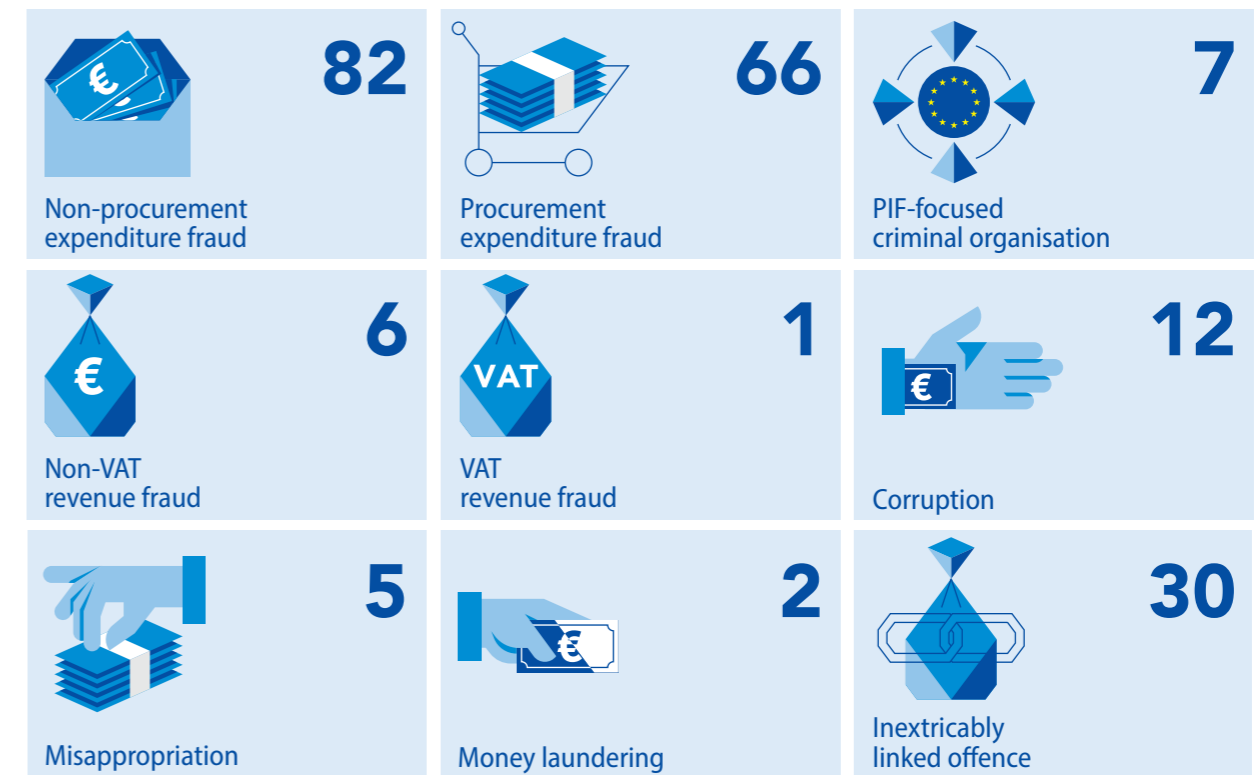 €
82
Non-procurement
expenditure fraud
66
Procurement
expenditure fraud
7
PIF-focused
criminal organisation
€
6
Non-VAT
revenue fraud
VAT
1
VAT
revenue fraud
€
12
Corruption
5
Misappropriation
€
2
Money laundering
30
Inextricably
linked offence